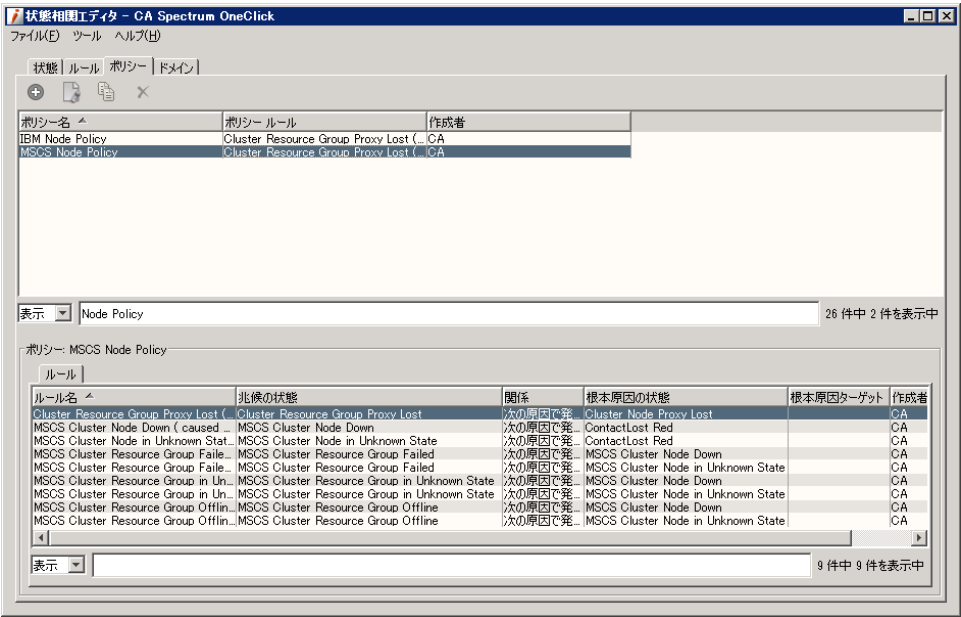 状態相関エディタ - CA Spectrum OneClick
ファイル(F) ツール ヘルプ(H)
状態 ルール ポリシー ドメイン
ポリシー名 ポリシー ルール 作成者
IBM Node Policy Cluster Resource Group Proxy Lost (... CA
MSCS Node Policy Cluster Resource Group Proxy Lost (... CA
表示 Node Policy 26 件中 2 件を表示中
ポリシー: MSCS Node Policy
ルール
ルール名 兆候の状態 関係 根本原因の状態 根本原因ターゲット 作成者
Cluster Resource Group Proxy Lost (... Cluster Resource Group Proxy Lost 次の原因で発... Cluster Node Proxy Lost CA
MSCS Cluster Node Down ( caused ... MSCS Cluster Node Down 次の原因で発... ContactLost Red CA
MSCS Cluster Node in Unknown Stat... MSCS Cluster Node in Unknown State 次の原因で発... ContactLost Red CA
MSCS Cluster Resource Group Faile... MSCS Cluster Resource Group Failed 次の原因で発... MSCS Cluster Node Down CA
MSCS Cluster Resource Group Faile... MSCS Cluster Resource Group Failed 次の原因で発... MSCS Cluster Node in Unknown State CA
MSCS Cluster Resource Group in Un... MSCS Cluster Resource Group in Unknown State 次の原因で発... MSCS Cluster Node Down CA
MSCS Cluster Resource Group in Un... MSCS Cluster Resource Group in Unknown State 次の原因で発... MSCS Cluster Node in Unknown State CA
MSCS Cluster Resource Group Offlin... MSCS Cluster Resource Group Offline 次の原因で発... MSCS Cluster Node Down CA
MSCS Cluster Resource Group Offlin... MSCS Cluster Resource Group Offline 次の原因で発... MSCS Cluster Node in Unknown State CA
表示 9 件中 9 件を表示中